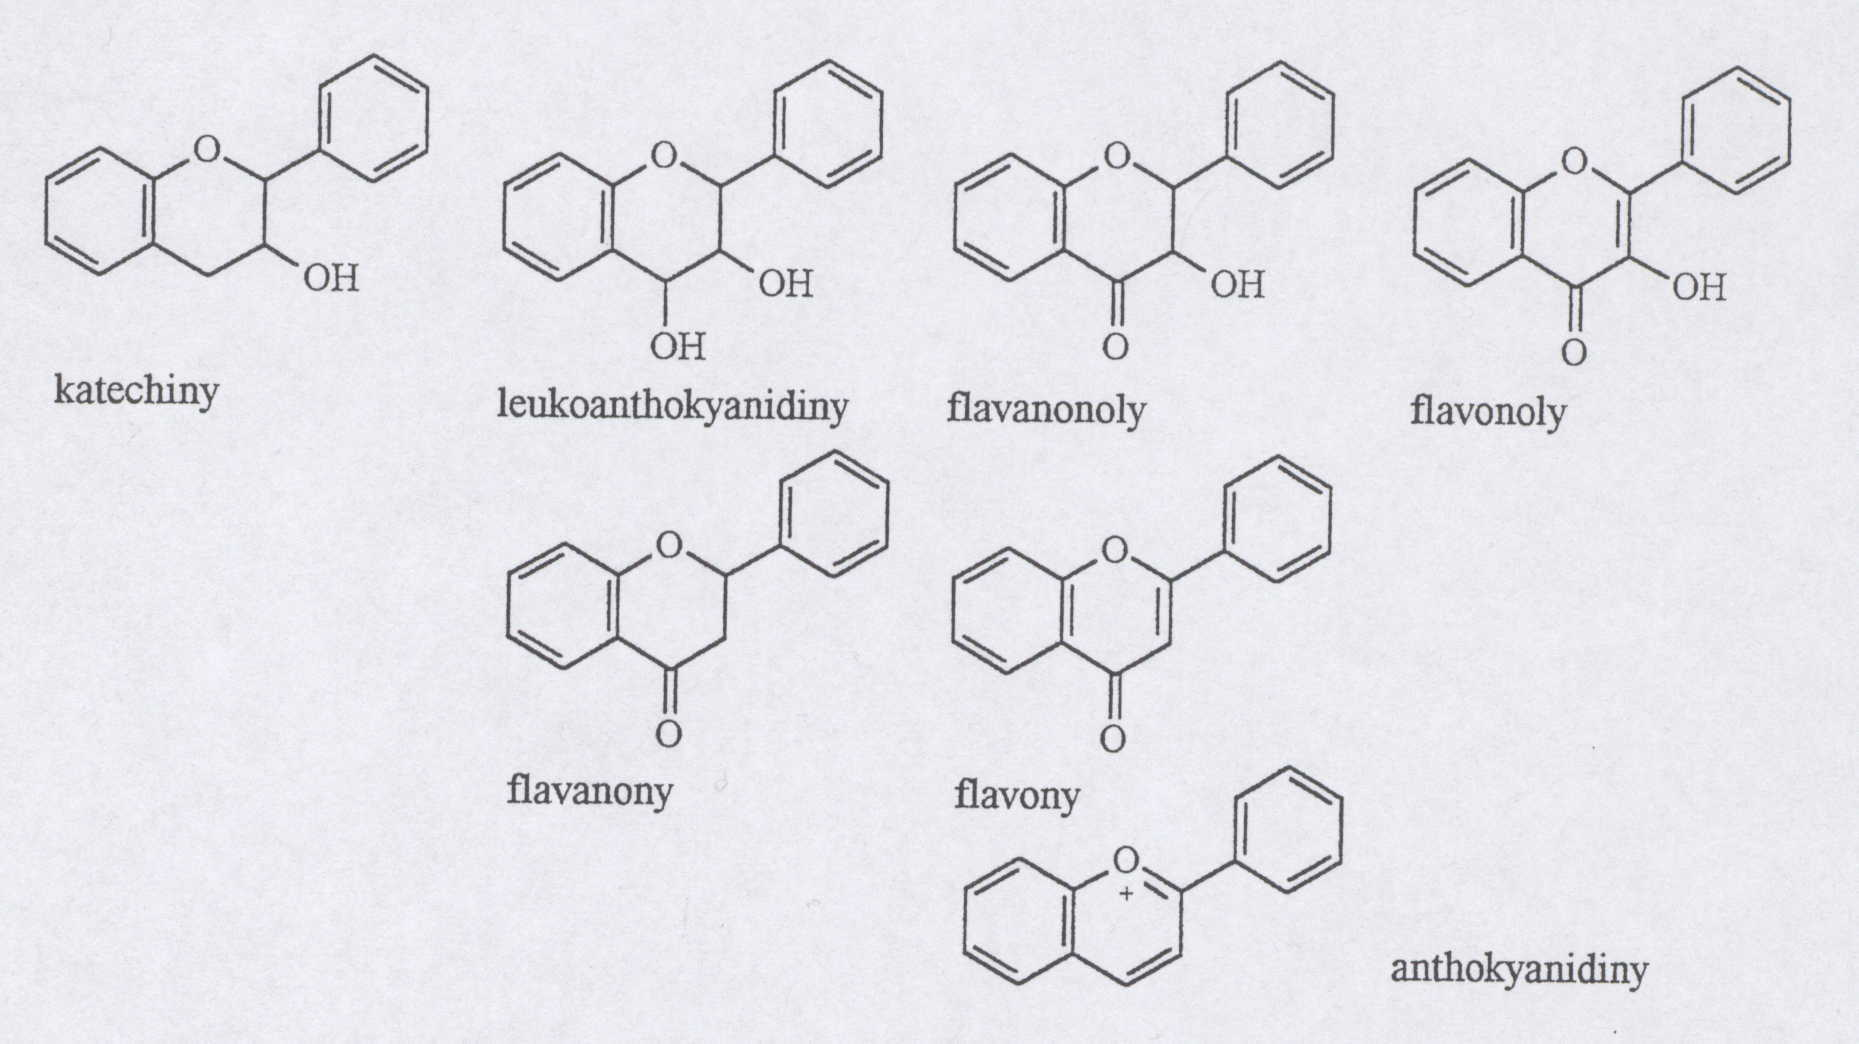 O
OH
katechiny
O
OH
OH
leukoanthokyanidiny
O
OH
O
flavanonoly
O
OH
O
flavonoly
O
O
flavanony
O
O
flavony
O
+
anthokyanidiny